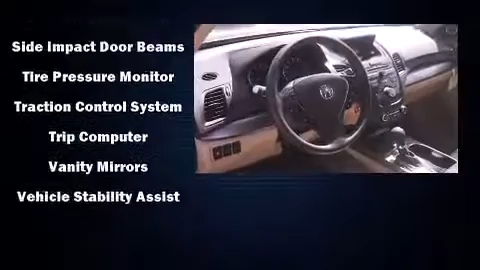 Side Impact Door Beams
Tire Pressure Monitor
Traction Control System
Trip Computer
Vanity Mirrors
Vehicle Stability Assist